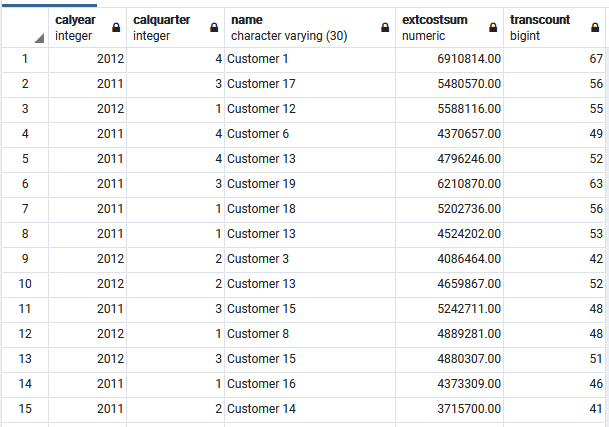 calyear calquarter name extcostsum transcount
integer integer character varying (30) numeric bigint
1 2012 4 Customer 1 6910814.00 67
2 2011 3 Customer 17 5480570.00 56
3 2012 1 Customer 12 5588116.00 55
4 2011 4 Customer 6 4370657.00 49
5 2011 4 Customer 13 4796246.00 52
6 2011 3 Customer 19 6210870.00 63
7 2011 1 Customer 18 5202736.00 56
8 2011 1 Customer 13 4524202.00 53
9 2012 2 Customer 3 4086464.00 42
10 2012 2 Customer 13 4659867.00 52
11 2011 3 Customer 15 5242711.00 48
12 2012 1 Customer 8 4889281.00 48
13 2012 3 Customer 15 4880307.00 51
14 2011 1 Customer 16 4373309.00 46
15 2011 2 Customer 14 3715700.00 41